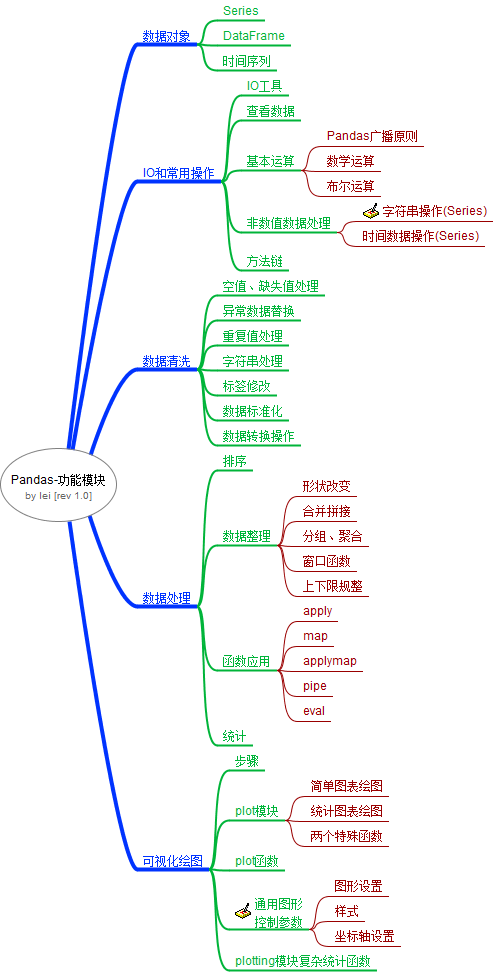 Pandas-功能模块
by lei [rev 1.0]
数据对象
Series
DataFrame
时间序列
IO和常用操作
IO工具
查看数据
基本运算
Pandas广播原则
数学运算
布尔运算
非数值数据处理
字符串操作(Series)
时间数据操作(Series)
方法链
数据清洗
空值、缺失值处理
异常数据替换
重复值处理
字符串处理
标签修改
数据标准化
数据转换操作
数据处理
排序
数据整理
形状改变
合并拼接
分组、聚合
窗口函数
上下限规整
函数应用
apply
map
applymap
pipe
eval
统计
可视化绘图
步骤
plot模块
简单图表绘图
统计图表绘图
两个特殊函数
plot函数
通用图形
控制参数
图形设置
样式
坐标轴设置
plotting模块复杂统计函数